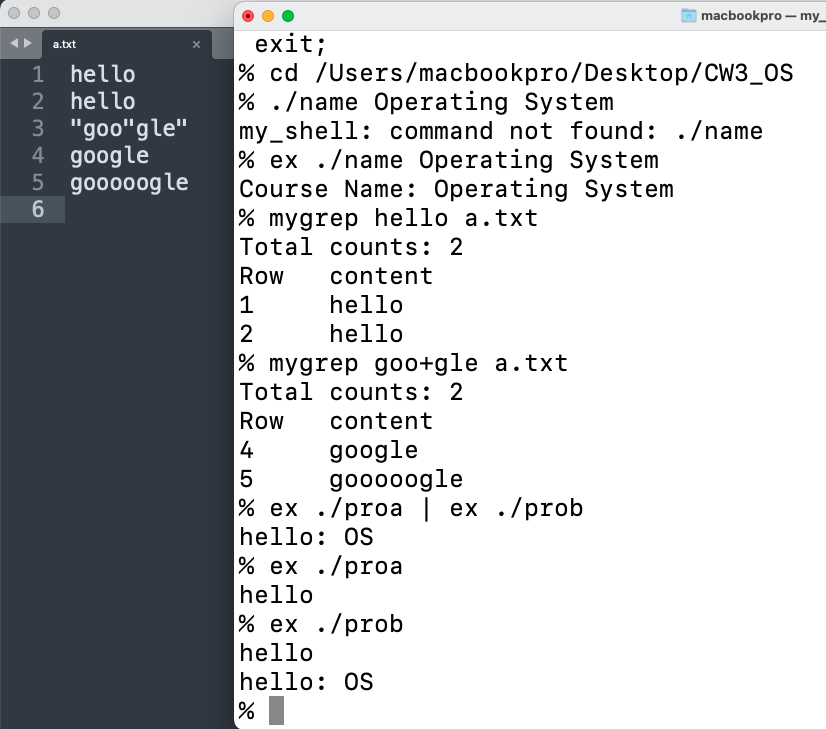 a.txt
1 hello
2 hello
3 "goo"gle"
4 google
5 gooooogle
6
macbookpro — my_
exit;
% cd /Users/macbookpro/Desktop/CW3_OS
% ./name Operating System
my_shell: command not found: ./name
% ex ./name Operating System
Course Name: Operating System
% mygrep hello a.txt
Total counts: 2
Row content
1 hello
2 hello
% mygrep goo+gle a.txt
Total counts: 2
Row content
4 google
5 gooooogle
% ex ./proa | ex ./prob
hello: OS
% ex ./proa
hello
% ex ./prob
hello
hello: OS
%